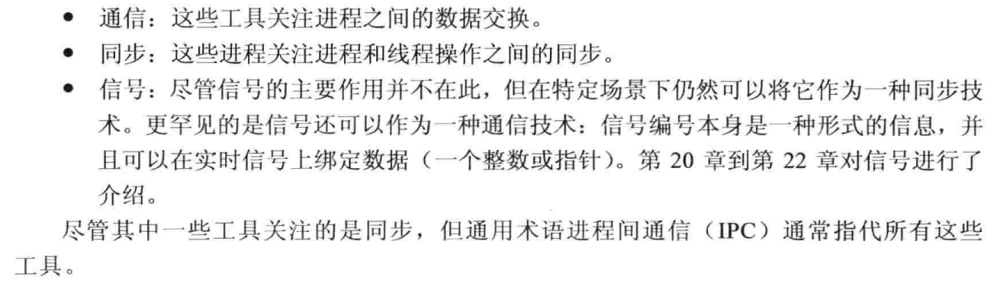 ● 通信：这些工具关注进程之间的数据交换。
● 同步：这些进程关注进程和线程操作之间的同步。
● 信号：尽管信号的主要作用并不在此，但在特定场景下仍然可以将它作为一种同步技
术。更罕见的是信号还可以作为一种通信技术：信号编号本身是一种形式的信息，并
且可以在实时信号上绑定数据（一个整数或指针）。第 20 章到第 22 章对信号进行了
介绍。
尽管其中一些工具关注的是同步，但通用术语进程间通信（IPC）通常指代所有这些
工具。